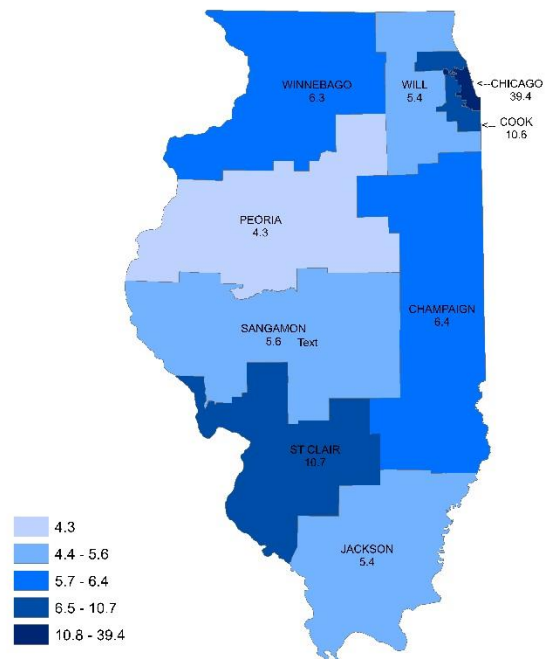 WINNEBAGO
6.3
WILL
5.4
<--CHICAGO
39.4
<-- COOK
10.6
PEORIA
4.3
CHAMPAIGN
6.4
SANGAMON
5.6 Text
ST CLAIR
10.7
JACKSON
5.4
4.3
4.4 - 5.6
5.7 - 6.4
6.5 - 10.7
10.8 - 39.4